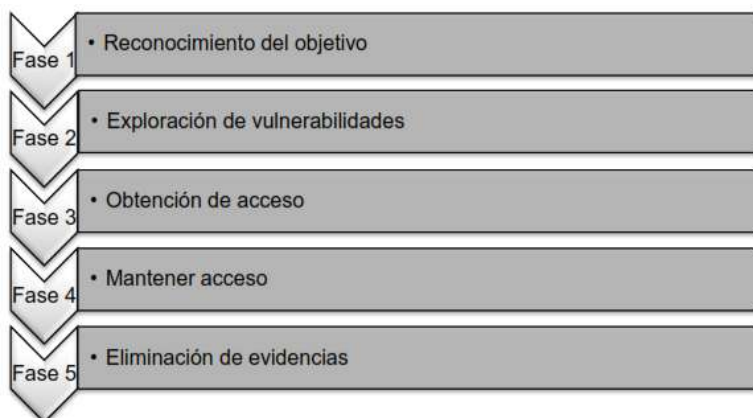 Fase 1
• Reconocimiento del objetivo
Fase 2
• Exploración de vulnerabilidades
Fase 3
• Obtención de acceso
Fase 4
• Mantener acceso
Fase 5
• Eliminación de evidencias